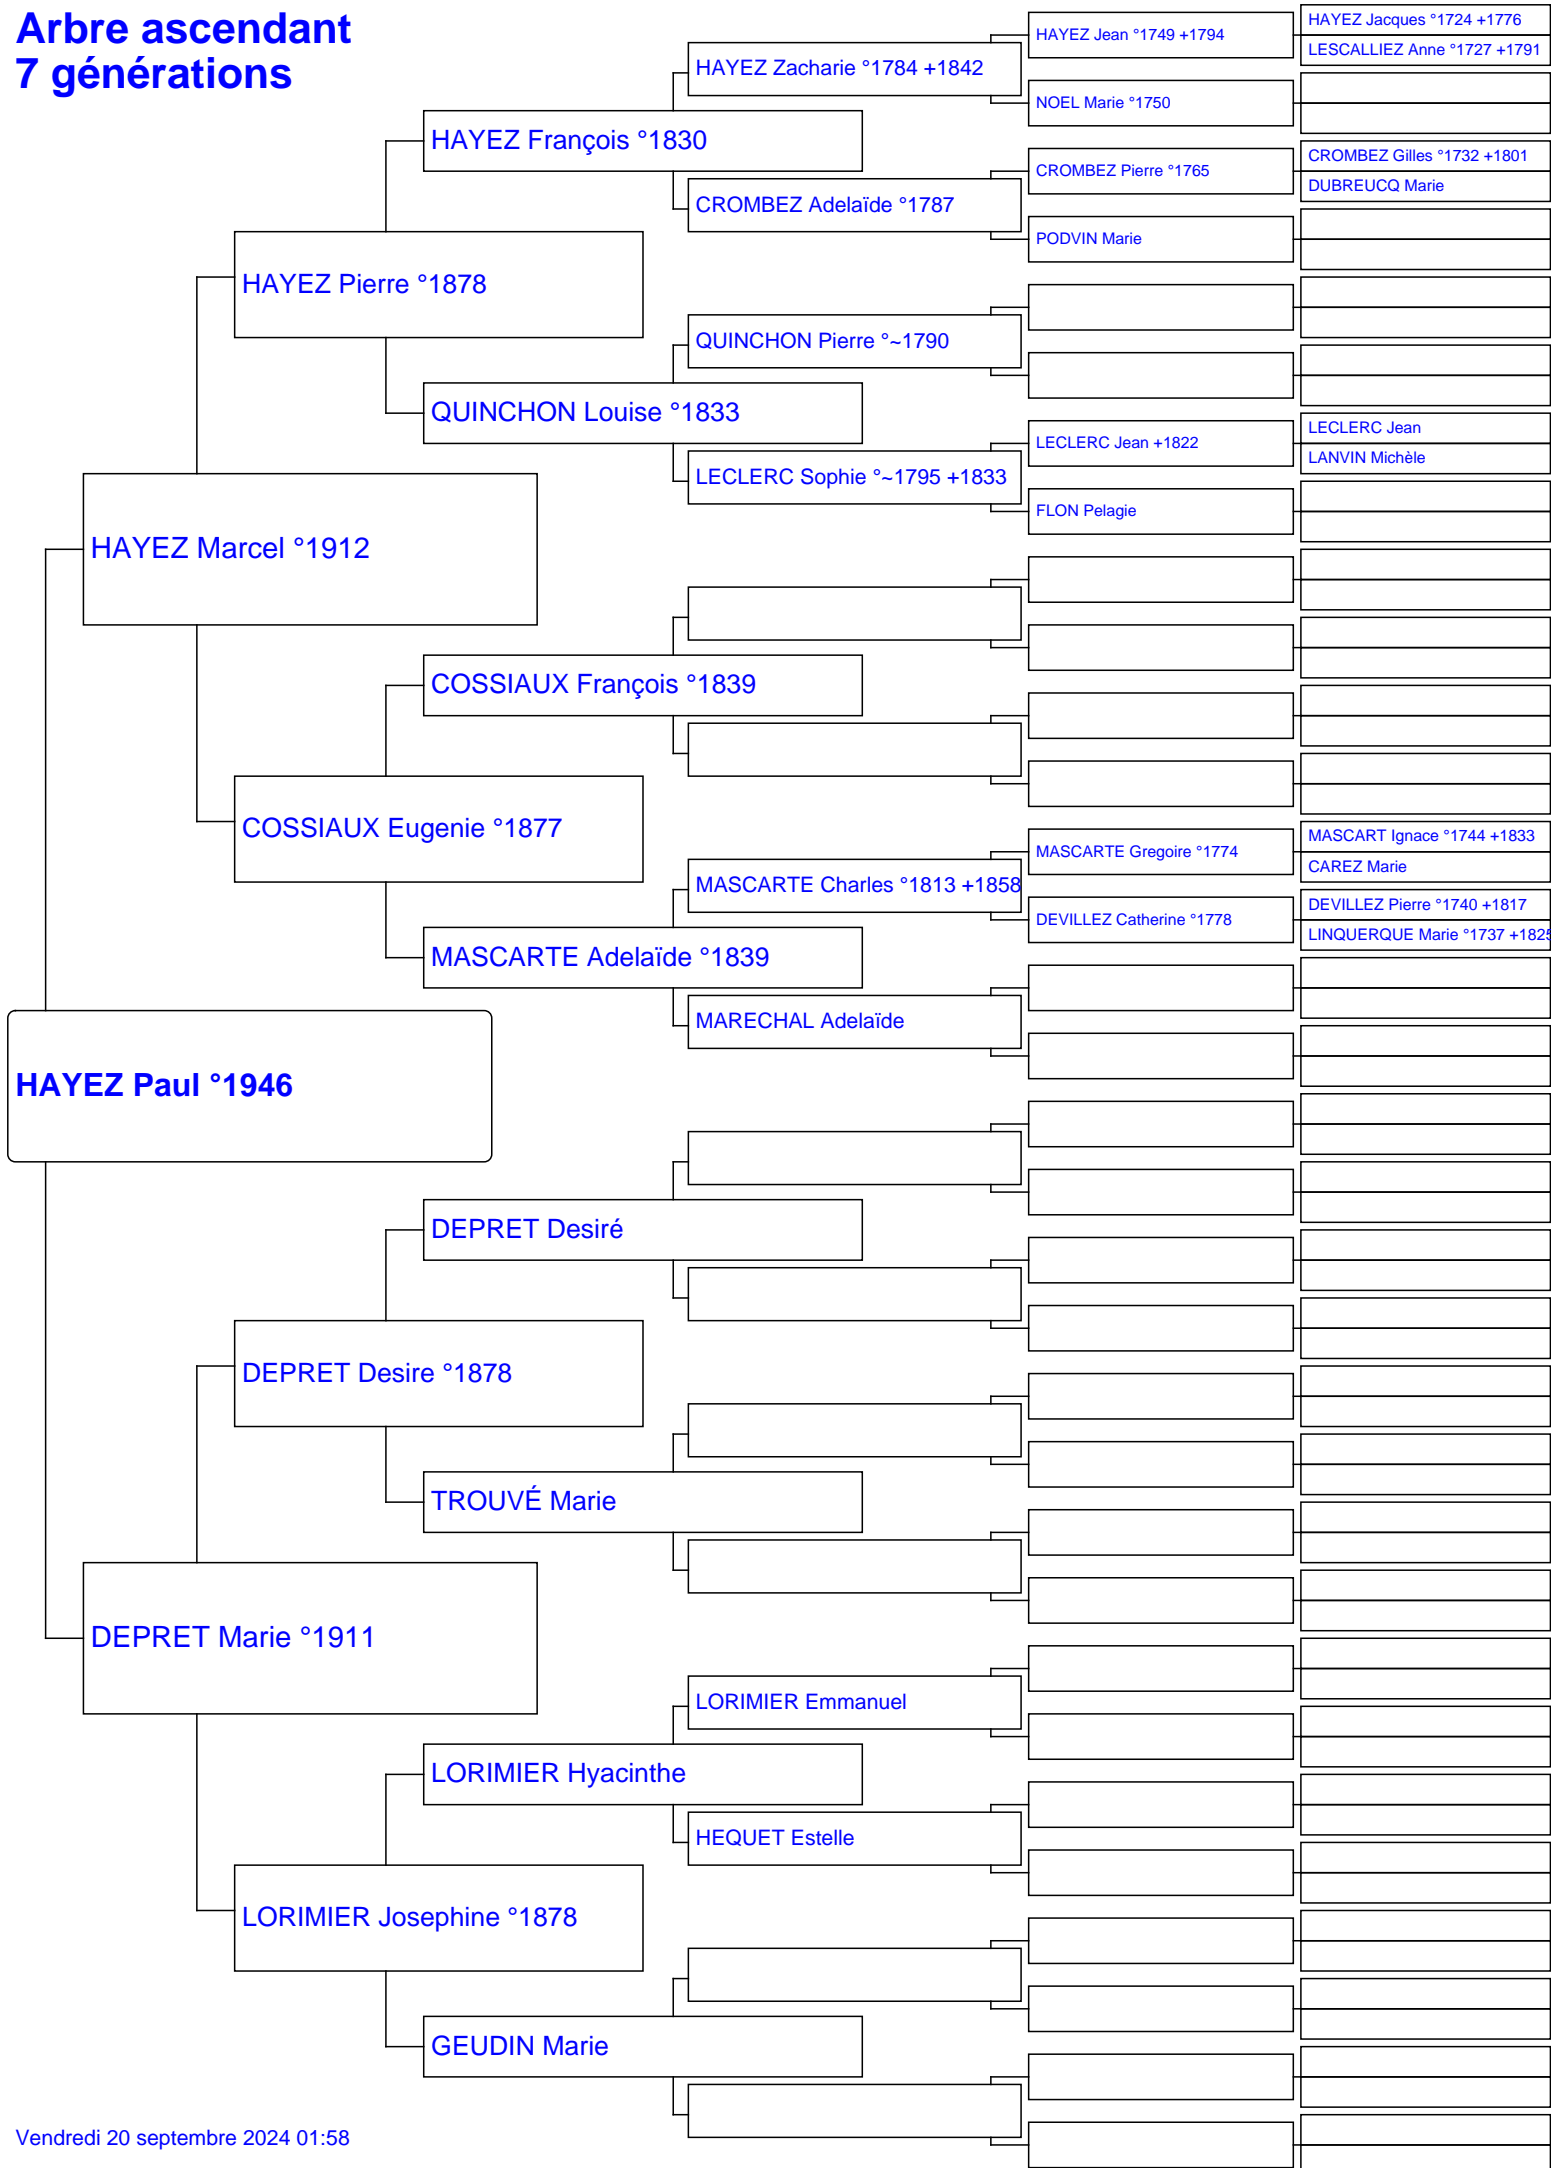 Arbre ascendant
7 générations
HAYEZ Paul °1946
HAYEZ Marcel °1912
DEPRET Marie °1911
HAYEZ Pierre °1878
COSSIAUX Eugenie °1877
DEPRET Desire °1878
LORIMIER Josephine °1878
HAYEZ François °1830
QUINCHON Louise °1833
COSSIAUX François °1839
MASCARTE Adelaïde °1839
DEPRET Desiré
TROUVÉ Marie
LORIMIER Hyacinthe
GEUDIN Marie
HAYEZ Zacharie °1784 +1842
CROMBEZ Adelaïde °1787
QUINCHON Pierre °~1790
LECLERC Sophie °~1795 +1833
MASCARTE Charles °1813 +1858
MARECHAL Adelaïde
LORIMIER Emmanuel
HEQUET Estelle
HAYEZ Jean °1749 +1794
NOEL Marie °1750
CROMBEZ Pierre °1765
PODVIN Marie
LECLERC Jean +1822
FLON Pelagie
MASCARTE Gregoire °1774
DEVILLEZ Catherine °1778
HAYEZ Jacques °1724 +1776
LESCALLIEZ Anne °1727 +1791
CROMBEZ Gilles °1732 +1801
DUBREUCQ Marie
LECLERC Jean
LANVIN Michèle
MASCART Ignace °1744 +1833
CAREZ Marie
DEVILLEZ Pierre °1740 +1817
LINQUERQUE Marie °1737 +1825
Vendredi 20 septembre 2024 01:58